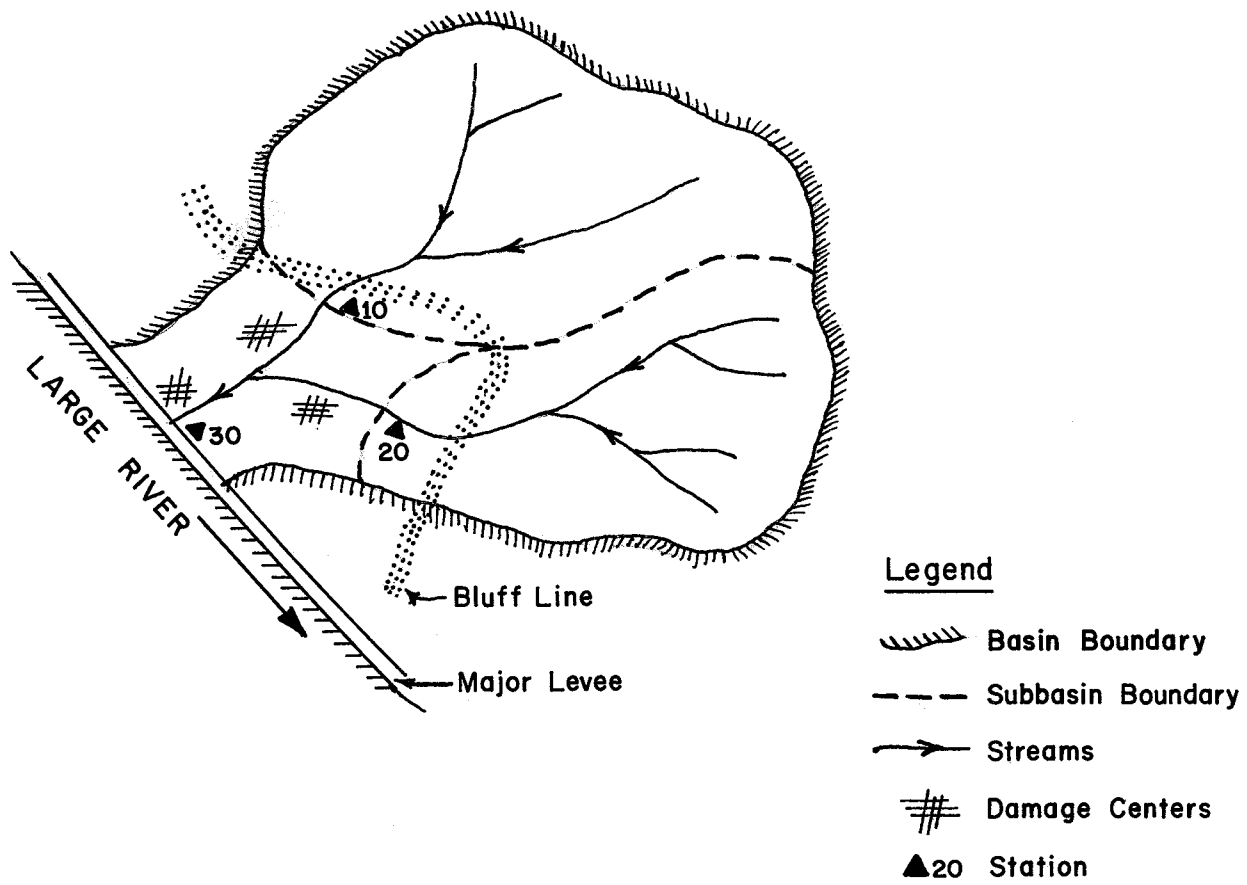 10
LARGE RIVER
30
20
Bluff Line
Major Levee
Legend
Basin Boundary
Subbasin Boundary
Streams
Damage Centers
20 Station